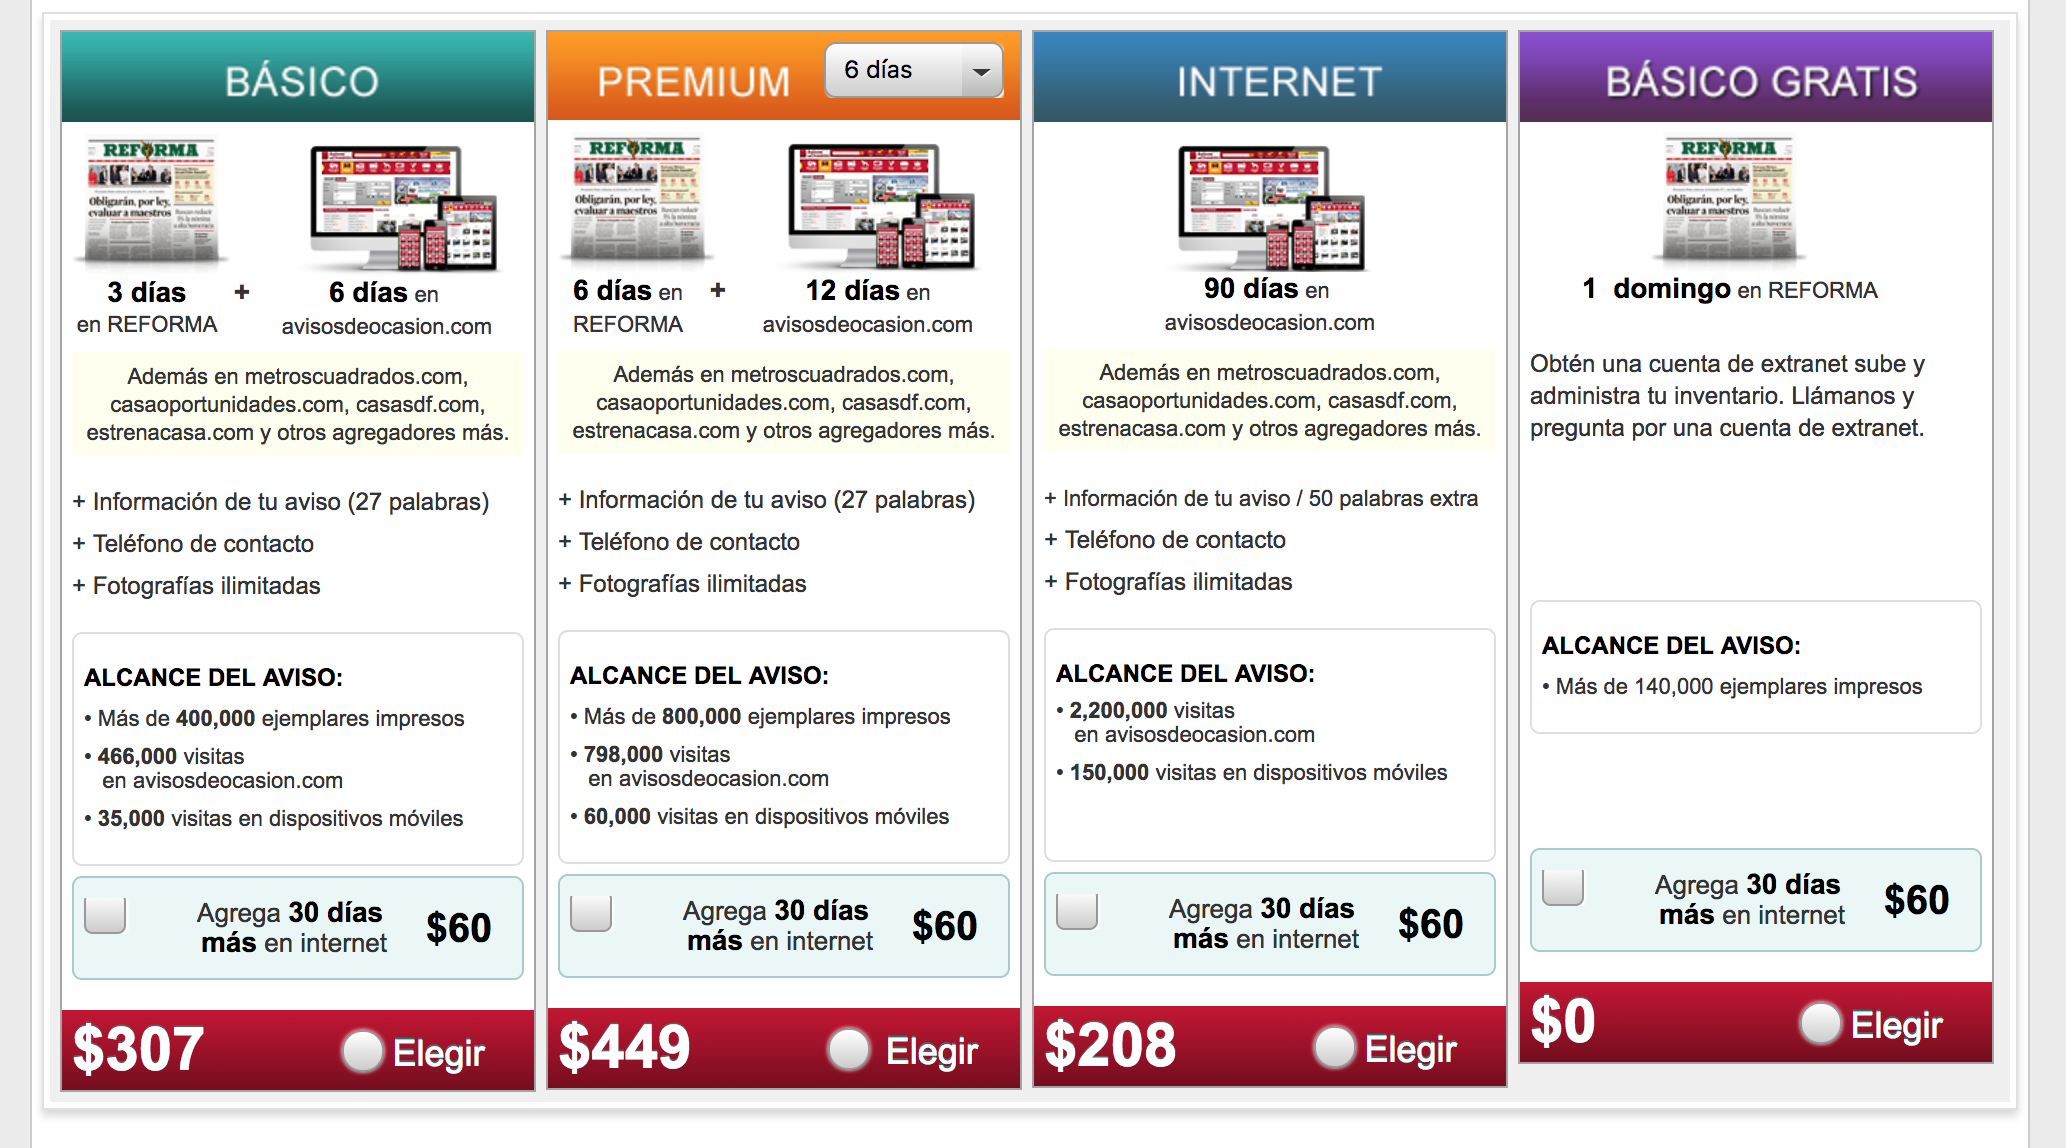 BÁSICO
REFORMA
Obligarán, por ley,
evaluar a maestros
3 días
en REFORMA
+
6 días en
avisosdeocasion.com
Además en metroscuadrados.com,
casaoportunidades.com, casasdf.com,
estrenacasa.com y otros agregadores más.
+ Información de tu aviso (27 palabras)
+ Teléfono de contacto
+ Fotografías ilimitadas
ALCANCE DEL AVISO:
• Más de 400,000 ejemplares impresos
• 466,000 visitas
en avisosdeocasion.com
• 35,000 visitas en dispositivos móviles
Agrega 30 días
más en internet
$60
$307
Elegir
PREMIUM
6 días
REFORMA
Obligarán, por ley,
evaluar a maestros
6 días en
REFORMA
+
12 días en
avisosdeocasion.com
Además en metroscuadrados.com,
casaoportunidades.com, casasdf.com,
estrenacasa.com y otros agregadores más.
+ Información de tu aviso (27 palabras)
+ Teléfono de contacto
+ Fotografías ilimitadas
ALCANCE DEL AVISO:
• Más de 800,000 ejemplares impresos
• 798,000 visitas
en avisosdeocasion.com
• 60,000 visitas en dispositivos móviles
Agrega 30 días
más en internet
$60
$449
Elegir
INTERNET
90 días en
avisosdeocasion.com
Además en metroscuadrados.com,
casaoportunidades.com, casasdf.com,
estrenacasa.com y otros agregadores más.
+ Información de tu aviso / 50 palabras extra
+ Teléfono de contacto
+ Fotografías ilimitadas
ALCANCE DEL AVISO:
• 2,200,000 visitas
en avisosdeocasion.com
• 150,000 visitas en dispositivos móviles
Agrega 30 días
más en internet
$60
$208
Elegir
BÁSICO GRATIS
REFORMA
Obligarán, por ley,
evaluar a maestros
1 domingo en REFORMA
Obtén una cuenta de extranet sube y
administra tu inventario. Llámanos y
pregunta por una cuenta de extranet.
ALCANCE DEL AVISO:
• Más de 140,000 ejemplares impresos
Agrega 30 días
más en internet
$60
$0
Elegir